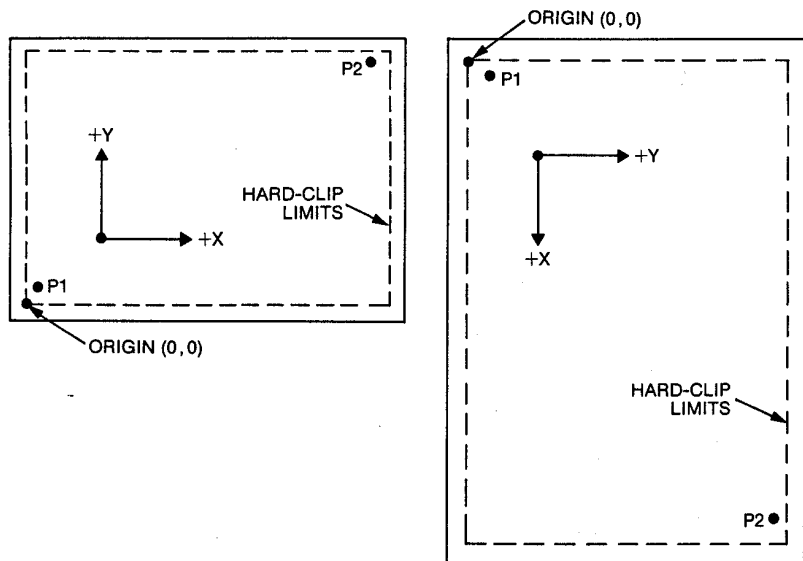 P2
+Y
HARD-CLIP
LIMITS
+X
P1
ORIGIN (0,0)
ORIGIN (0,0)
P1
+Y
+X
HARD-CLIP
LIMITS
P2